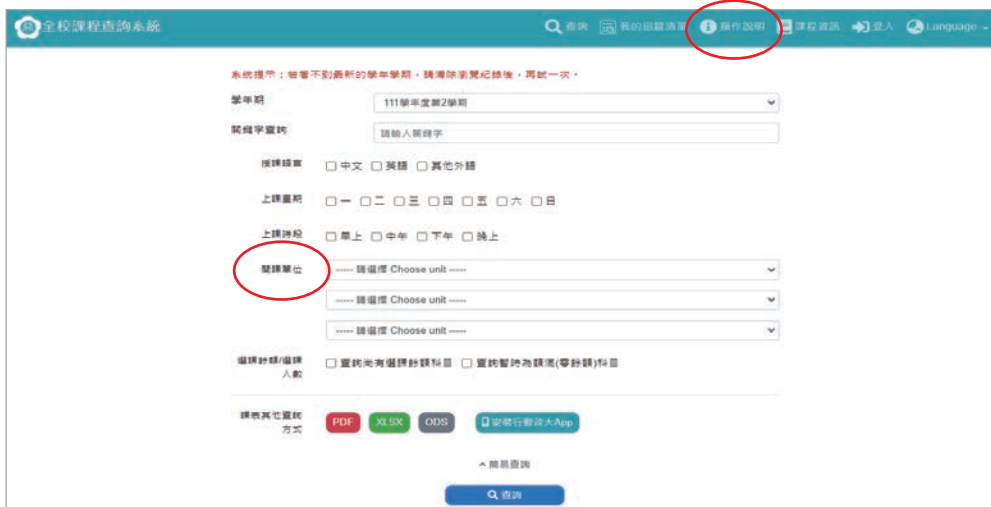 全校課程查詢系統 查詢 我的追蹤清單 操作說明 課程資訊 登入 Language
系統提示：若看不到最新的學年學期，請清除瀏覽紀錄後，再試一次。
學年期 111學年度第2學期
關鍵字查詢 請輸入關鍵字
授課語言 中文 英語 其他外語
上課星期 一 二 三 四 五 六 日
上課時段 早上 中午 下午 晚上
開課單位 ----- 請選擇 Choose unit -----
----- 請選擇 Choose unit -----
----- 請選擇 Choose unit -----
選課餘額/選課 查詢尚有選課餘額科目 查詢暫時為額滿(零餘額)科目
人數
課表其他查詢 PDF XLSX ODS 安裝行動政大App
方式
簡易查詢
查詢